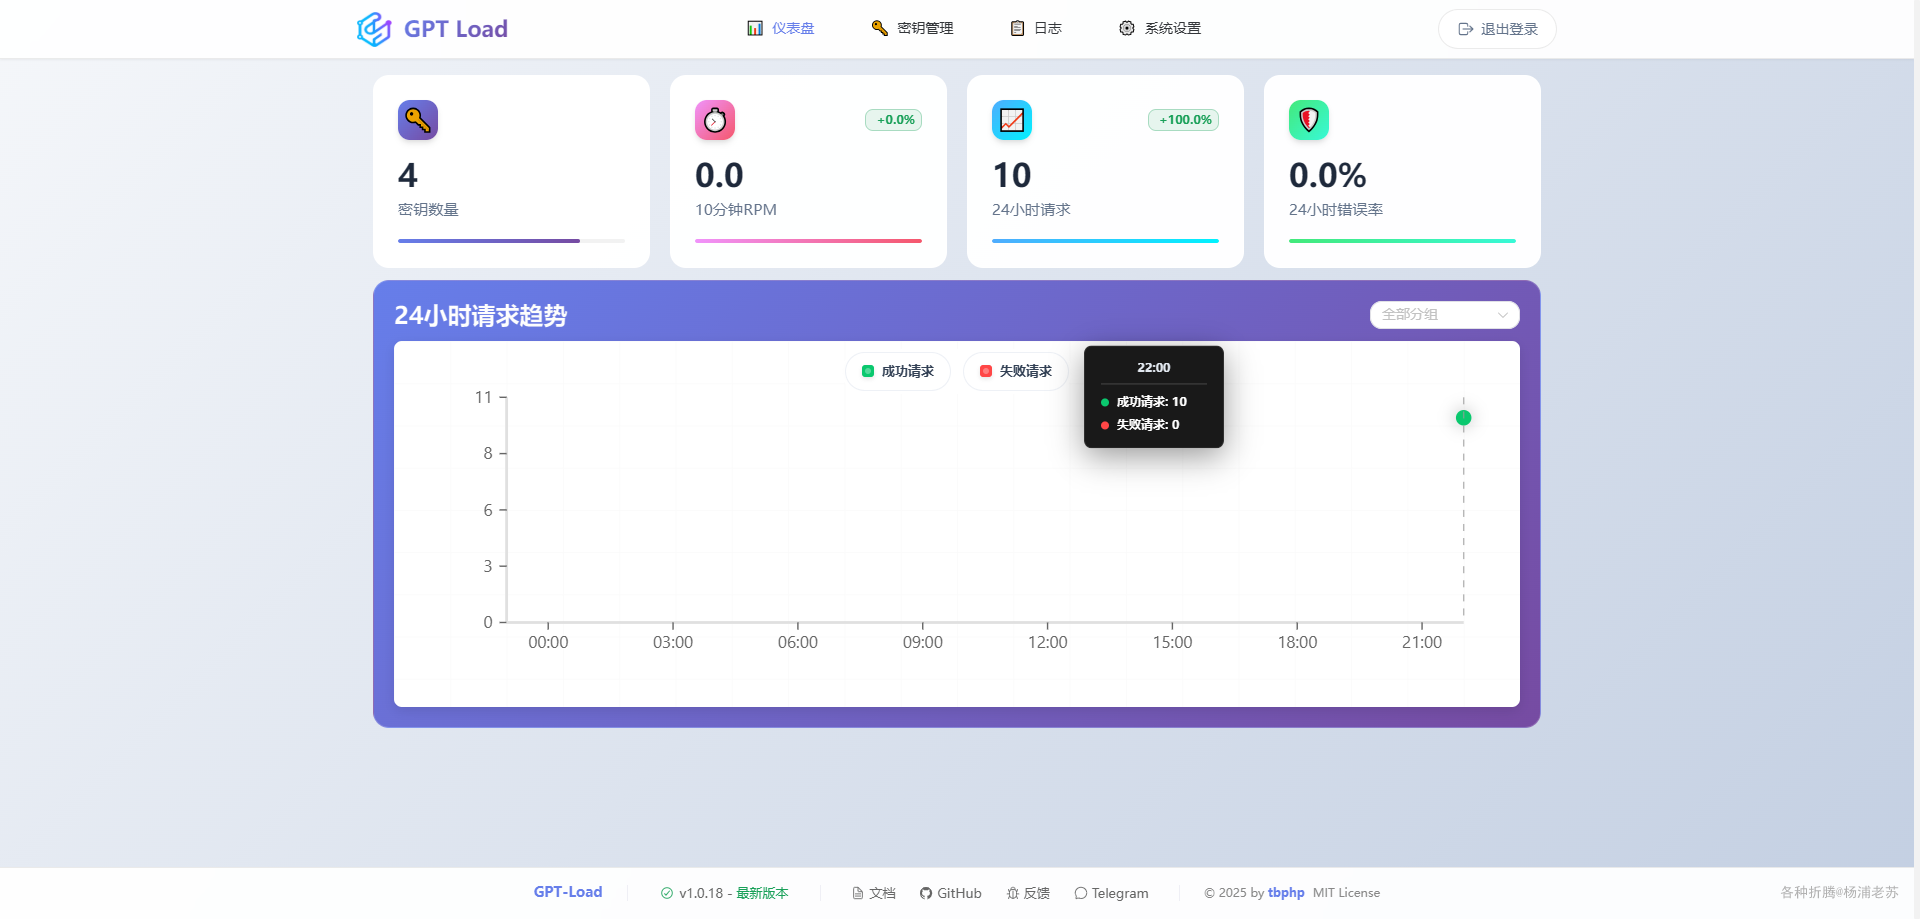 GPT Load
仪表盘
密钥管理
日志
系统设置
退出登录
4
密钥数量
+0.0%
0.0
10分钟RPM
+100.0%
10
24小时请求
0.0%
24小时错误率
24小时请求趋势
全部分组
成功请求
失败请求
22:00
成功请求: 10
失败请求: 0
11
8
6
3
0
00:00
03:00
06:00
09:00
12:00
15:00
18:00
21:00
GPT-Load
v1.0.18 - 最新版本
文档
GitHub
反馈
Telegram
© 2025 by tbphp MIT License
各种折腾@杨浦老苏